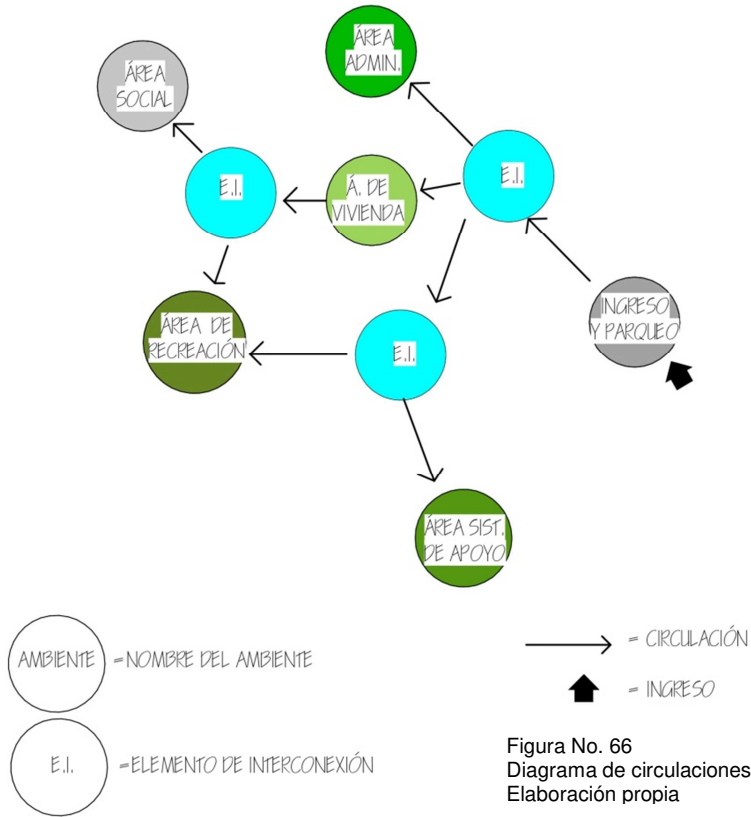 ÁREA
ADMIN.
ÁREA
SOCIAL
E.I.
E.I.
Á. DE
VIVIENDA
INGRESO
Y PARQUEO
ÁREA DE
RECREACIÓN
E.I.
ÁREA SIST.
DE APOYO
AMBIENTE =NOMBRE DEL AMBIENTE
E.I. =ELEMENTO DE INTERCONEXIÓN
= CIRCULACIÓN
= INGRESO
Figura No. 66
Diagrama de circulaciones
Elaboración propia